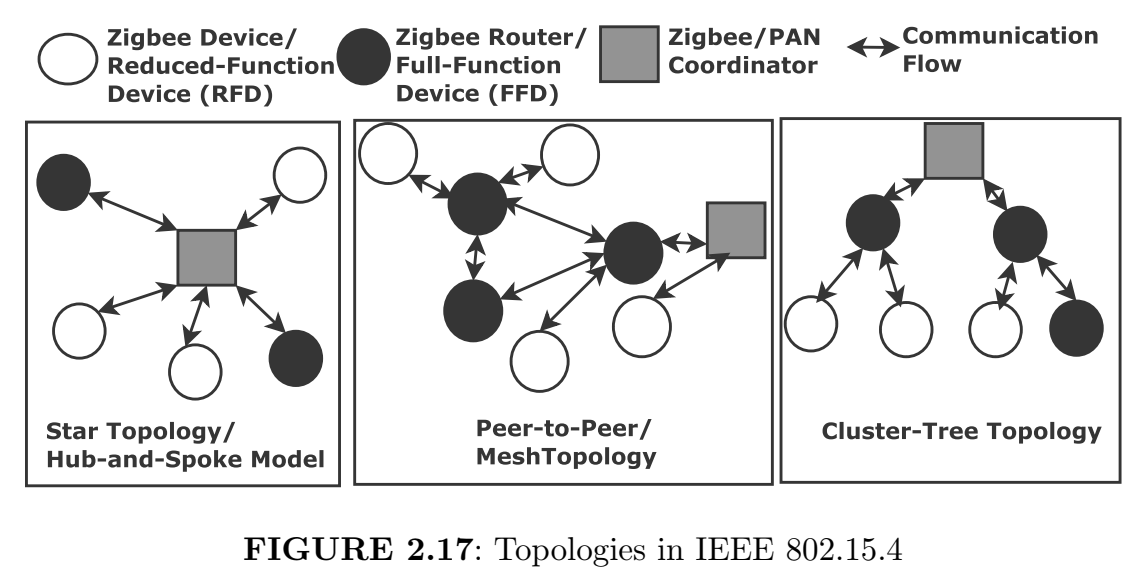 Zigbee Device/
Reduced-Function
Device (RFD)
Zigbee Router/
Full-Function
Device (FFD)
Zigbee/PAN
Coordinator
Communication
Flow
Star Topology/
Hub-and-Spoke Model
Peer-to-Peer/
MeshTopology
Cluster-Tree Topology
FIGURE 2.17: Topologies in IEEE 802.15.4